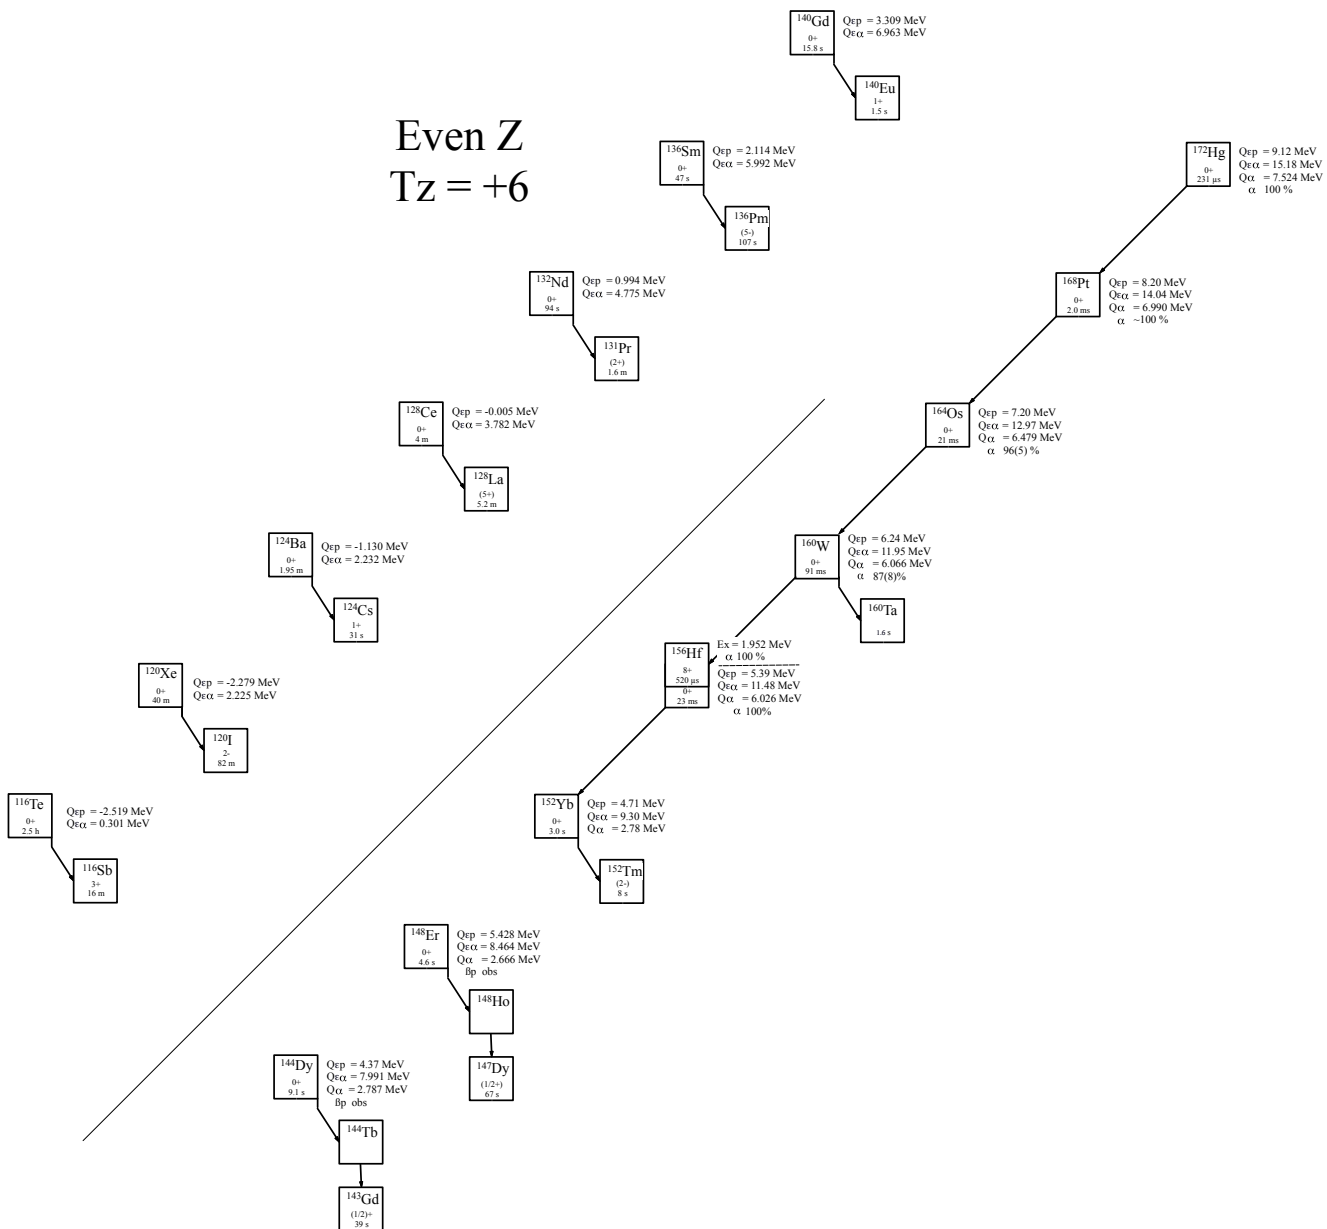 Even Z
Tz = +6
¹⁴⁰Gd
0+
15.8 s
Qεp = 3.309 MeV
Qεα = 6.963 MeV
¹⁴⁰Eu
1+
1.5 s
¹³⁶Sm
0+
47 s
Qεp = 2.114 MeV
Qεα = 5.992 MeV
¹³⁶Pm
(5-)
107 s
¹³²Nd
0+
94 s
Qεp = 0.994 MeV
Qεα = 4.775 MeV
¹³¹Pr
(2+)
1.6 m
¹²⁸Ce
0+
4 m
Qεp = -0.005 MeV
Qεα = 3.782 MeV
¹²⁸La
(5+)
5.2 m
¹²⁴Ba
0+
1.95 m
Qεp = -1.130 MeV
Qεα = 2.232 MeV
¹²⁴Cs
1+
31 s
¹²⁰Xe
0+
40 m
Qεp = -2.279 MeV
Qεα = 2.225 MeV
¹²⁰I
2-
82 m
¹¹⁶Te
0+
2.5 h
Qεp = -2.519 MeV
Qεα = 0.301 MeV
¹¹⁶Sb
3+
16 m
¹⁷²Hg
0+
231 µs
Qεp = 9.12 MeV
Qεα = 15.18 MeV
Qα = 7.524 MeV
α 100 %
¹⁶⁸Pt
0+
2.0 ms
Qεp = 8.20 MeV
Qεα = 14.04 MeV
Qα = 6.990 MeV
α ~100 %
¹⁶⁴Os
0+
21 ms
Qεp = 7.20 MeV
Qεα = 12.97 MeV
Qα = 6.479 MeV
α 96(5) %
¹⁶⁰W
0+
91 ms
Qεp = 6.24 MeV
Qεα = 11.95 MeV
Qα = 6.066 MeV
α 87(8)%
¹⁶⁰Ta
1.6 s
¹⁵⁶Hf
8+
520 µs
0+
23 ms
Ex = 1.952 MeV
α 100 %
Qεp = 5.39 MeV
Qεα = 11.48 MeV
Qα = 6.026 MeV
α 100%
¹⁵²Yb
0+
3.0 s
Qεp = 4.71 MeV
Qεα = 9.30 MeV
Qα = 2.78 MeV
¹⁵²Tm
(2-)
8 s
¹⁴⁸Er
0+
4.6 s
Qεp = 5.428 MeV
Qεα = 8.464 MeV
Qα = 2.666 MeV
βp obs
¹⁴⁸Ho
¹⁴⁷Dy
(1/2+)
67 s
¹⁴⁴Dy
0+
9.1 s
Qεp = 4.37 MeV
Qεα = 7.991 MeV
Qα = 2.787 MeV
βp obs
¹⁴⁴Tb
¹⁴³Gd
(1/2)+
39 s